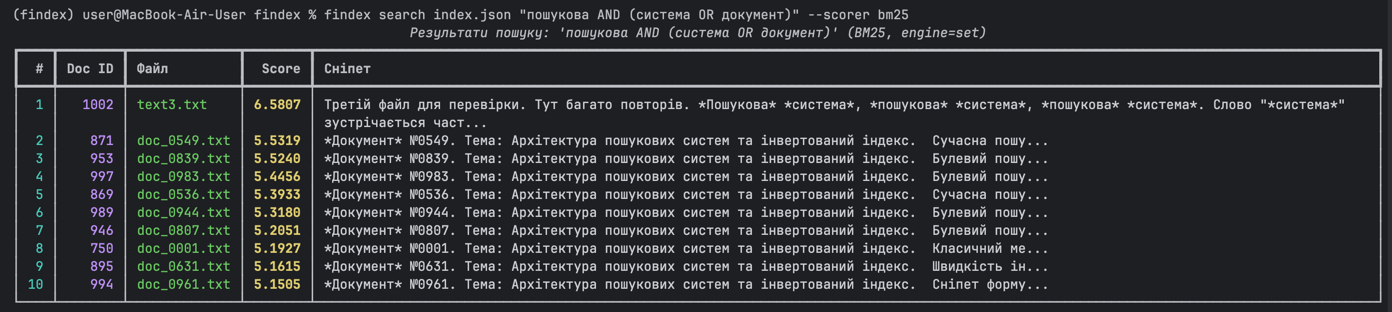 (findex) user@MacBook-Air-User findex % findex search index.json "пошукова AND (система OR документ)" --scorer bm25
Результати пошуку: 'пошукова AND (система OR документ)' (BM25, engine=set)
# Doc ID Файл Score Сніпет
1 1002 text3.txt 6.5807 Третій файл для перевірки. Тут багато повторів. *Пошукова* *система*, *пошукова* *система*, *пошукова* *система*. Слово "*система*"
зустрічається част...
2 871 doc_0549.txt 5.5319 *Документ* №0549. Тема: Архітектура пошукових систем та інвертований індекс. Сучасна пошу...
3 953 doc_0839.txt 5.5240 *Документ* №0839. Тема: Архітектура пошукових систем та інвертований індекс. Булевий пошу...
4 997 doc_0983.txt 5.4456 *Документ* №0983. Тема: Архітектура пошукових систем та інвертований індекс. Булевий пошу...
5 869 doc_0536.txt 5.3933 *Документ* №0536. Тема: Архітектура пошукових систем та інвертований індекс. Сучасна пошу...
6 989 doc_0944.txt 5.3180 *Документ* №0944. Тема: Архітектура пошукових систем та інвертований індекс. Булевий пошу...
7 946 doc_0807.txt 5.2051 *Документ* №0807. Тема: Архітектура пошукових систем та інвертований індекс. Булевий пошу...
8 750 doc_0001.txt 5.1927 *Документ* №0001. Тема: Архітектура пошукових систем та інвертований індекс. Класичний ме...
9 895 doc_0631.txt 5.1615 *Документ* №0631. Тема: Архітектура пошукових систем та інвертований індекс. Швидкість ін...
10 994 doc_0961.txt 5.1505 *Документ* №0961. Тема: Архітектура пошукових систем та інвертований індекс. Сніпет форму...